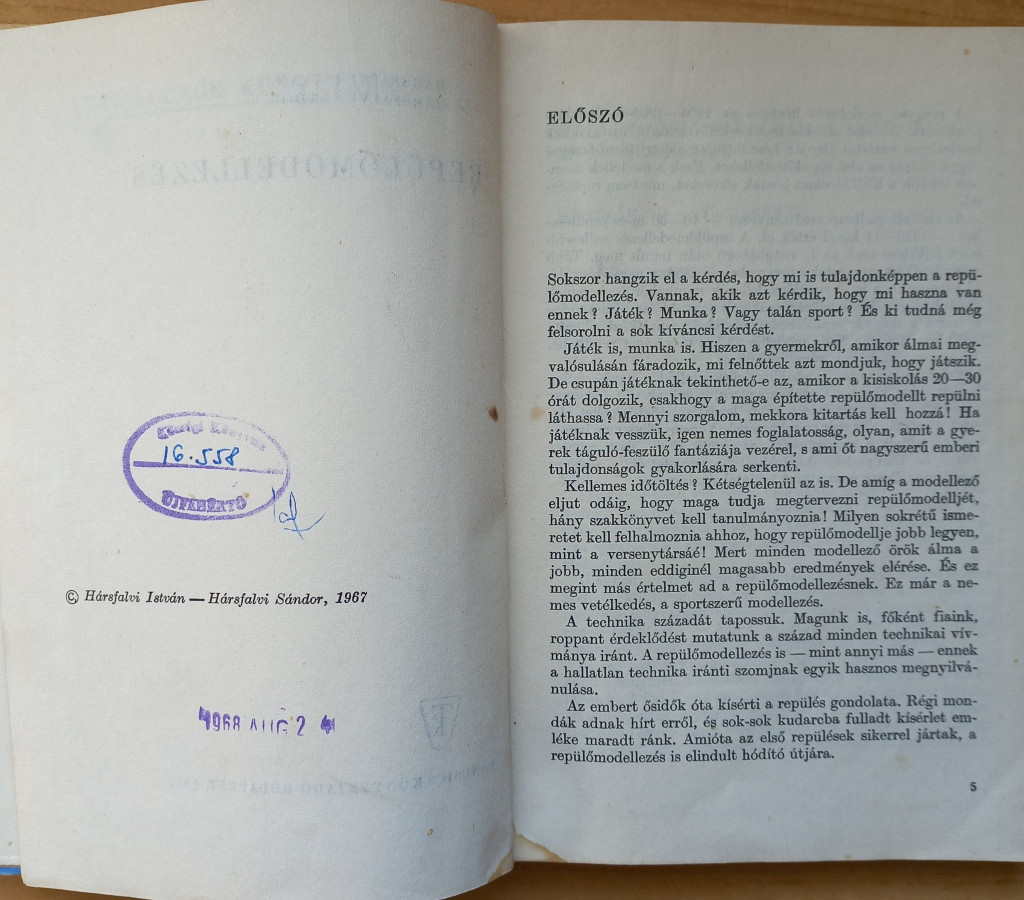 Községi
16.558
ÚJFEHÉRTÓ
© Hársfalvi István — Hársfalvi Sándor, 1967
1968 AUG 2
ELŐSZÓ
Sokszor hangzik el a kérdés, hogy mi is tulajdonképpen a repü-
lőmodellezés. Vannak, akik azt kérdik, hogy mi haszna van
ennek? Játék? Munka? Vagy talán sport? És ki tudná még
felsorolni a sok kíváncsi kérdést.
Játék is, munka is. Hiszen a gyermekről, amikor álmai meg-
valósulásán fáradozik, mi felnőttek azt mondjuk, hogy játszik.
De csupán játéknak tekinthető-e az, amikor a kisiskolás 20—30
órát dolgozik, csakhogy a maga építette repülőmodellt repülni
láthassa? Mennyi szorgalom, mekkora kitartás kell hozzá! Ha
játéknak vesszük, igen nemes foglalatosság, olyan, amit a gye-
rek táguló-feszülő fantáziája vezérel, s ami őt nagyszerű emberi
tulajdonságok gyakorlására serkenti.
Kellemes időtöltés? Kétségtelenül az is. De amíg a modellező
eljut odáig, hogy maga tudja megtervezni repülőmodelljét,
hány szakkönyvet kell tanulmányoznia! Milyen sokrétű isme-
retet kell felhalmoznia ahhoz, hogy repülőmodellje jobb legyen,
mint a versenytársáé! Mert minden modellező örök álma a
jobb, minden eddiginél magasabb eredmények elérése. És ez
megint más értelmet ad a repülőmodellezésnek. Ez már a ne-
mes vetélkedés, a sportszerű modellezés.
A technika századát tapossuk. Magunk is, főként fiaink,
roppant érdeklődést mutatunk a század minden technikai vív-
mánya iránt. A repülőmodellezés is — mint annyi más — ennek
a hallatlan technika iránti szomjnak egyik hasznos megnyilvá-
nulása.
Az embert ősidők óta kísérti a repülés gondolata. Régi mon-
dák adnak hírt erről, és sok-sok kudarcba fulladt kísérlet em-
léke maradt ránk. Amióta az első repülések sikerrel jártak, a
repülőmodellezés is elindult hódító útjára.
5